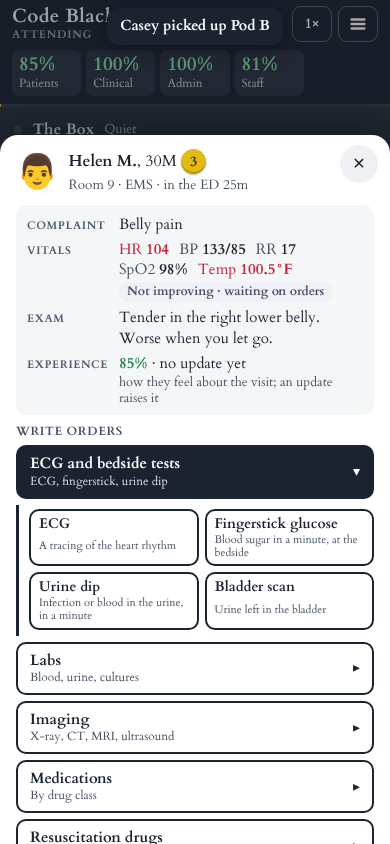 Code Blac
ATTENDING
Casey picked up Pod B
1×
85%
Patients
100%
Clinical
100%
Admin
81%
Staff
The Box Quiet
Helen M., 30M 3
Room 9 · EMS · in the ED 25m
COMPLAINT Belly pain
VITALS HR 104 BP 133/85 RR 17
SpO2 98% Temp 100.5°F
Not improving · waiting on orders
EXAM Tender in the right lower belly.
Worse when you let go.
EXPERIENCE 85% · no update yet
how they feel about the visit; an update
raises it
WRITE ORDERS
ECG and bedside tests
ECG, fingerstick, urine dip
ECG
A tracing of the heart rhythm
Fingerstick glucose
Blood sugar in a minute, at the
bedside
Urine dip
Infection or blood in the urine,
in a minute
Bladder scan
Urine left in the bladder
Labs
Blood, urine, cultures
Imaging
X-ray, CT, MRI, ultrasound
Medications
By drug class
Resuscitation drugs